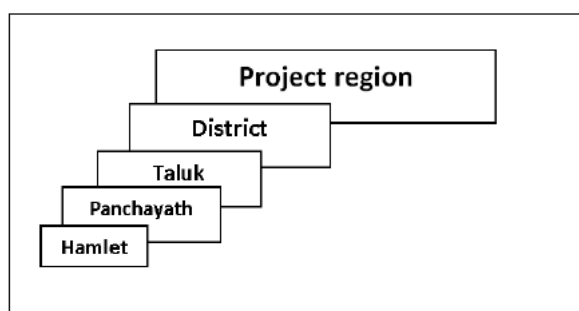 Project region
District
Taluk
Panchayath
Hamlet